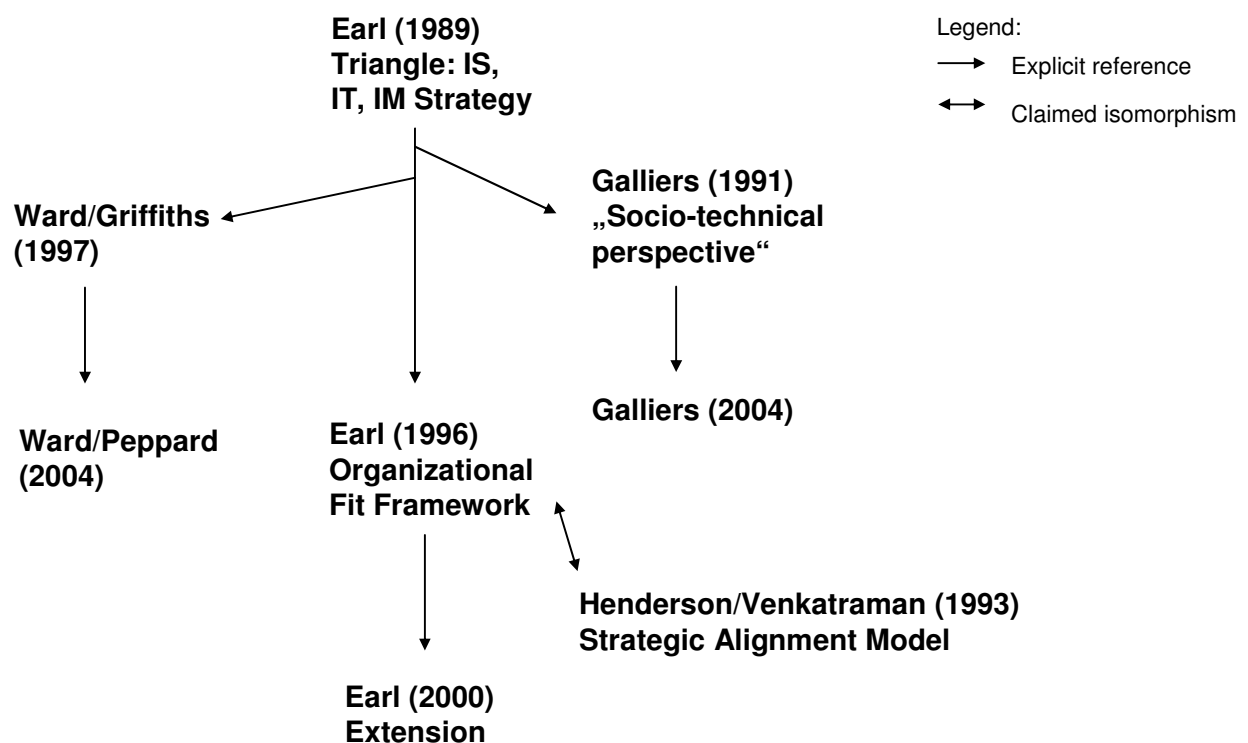 Earl (1989)
Triangle: IS,
IT, IM Strategy
Legend:
Explicit reference
Claimed isomorphism
Ward/Griffiths
(1997)
Galliers (1991)
„Socio-technical
perspective“
Ward/Peppard
(2004)
Earl (1996)
Organizational
Fit Framework
Galliers (2004)
Henderson/Venkatraman (1993)
Strategic Alignment Model
Earl (2000)
Extension